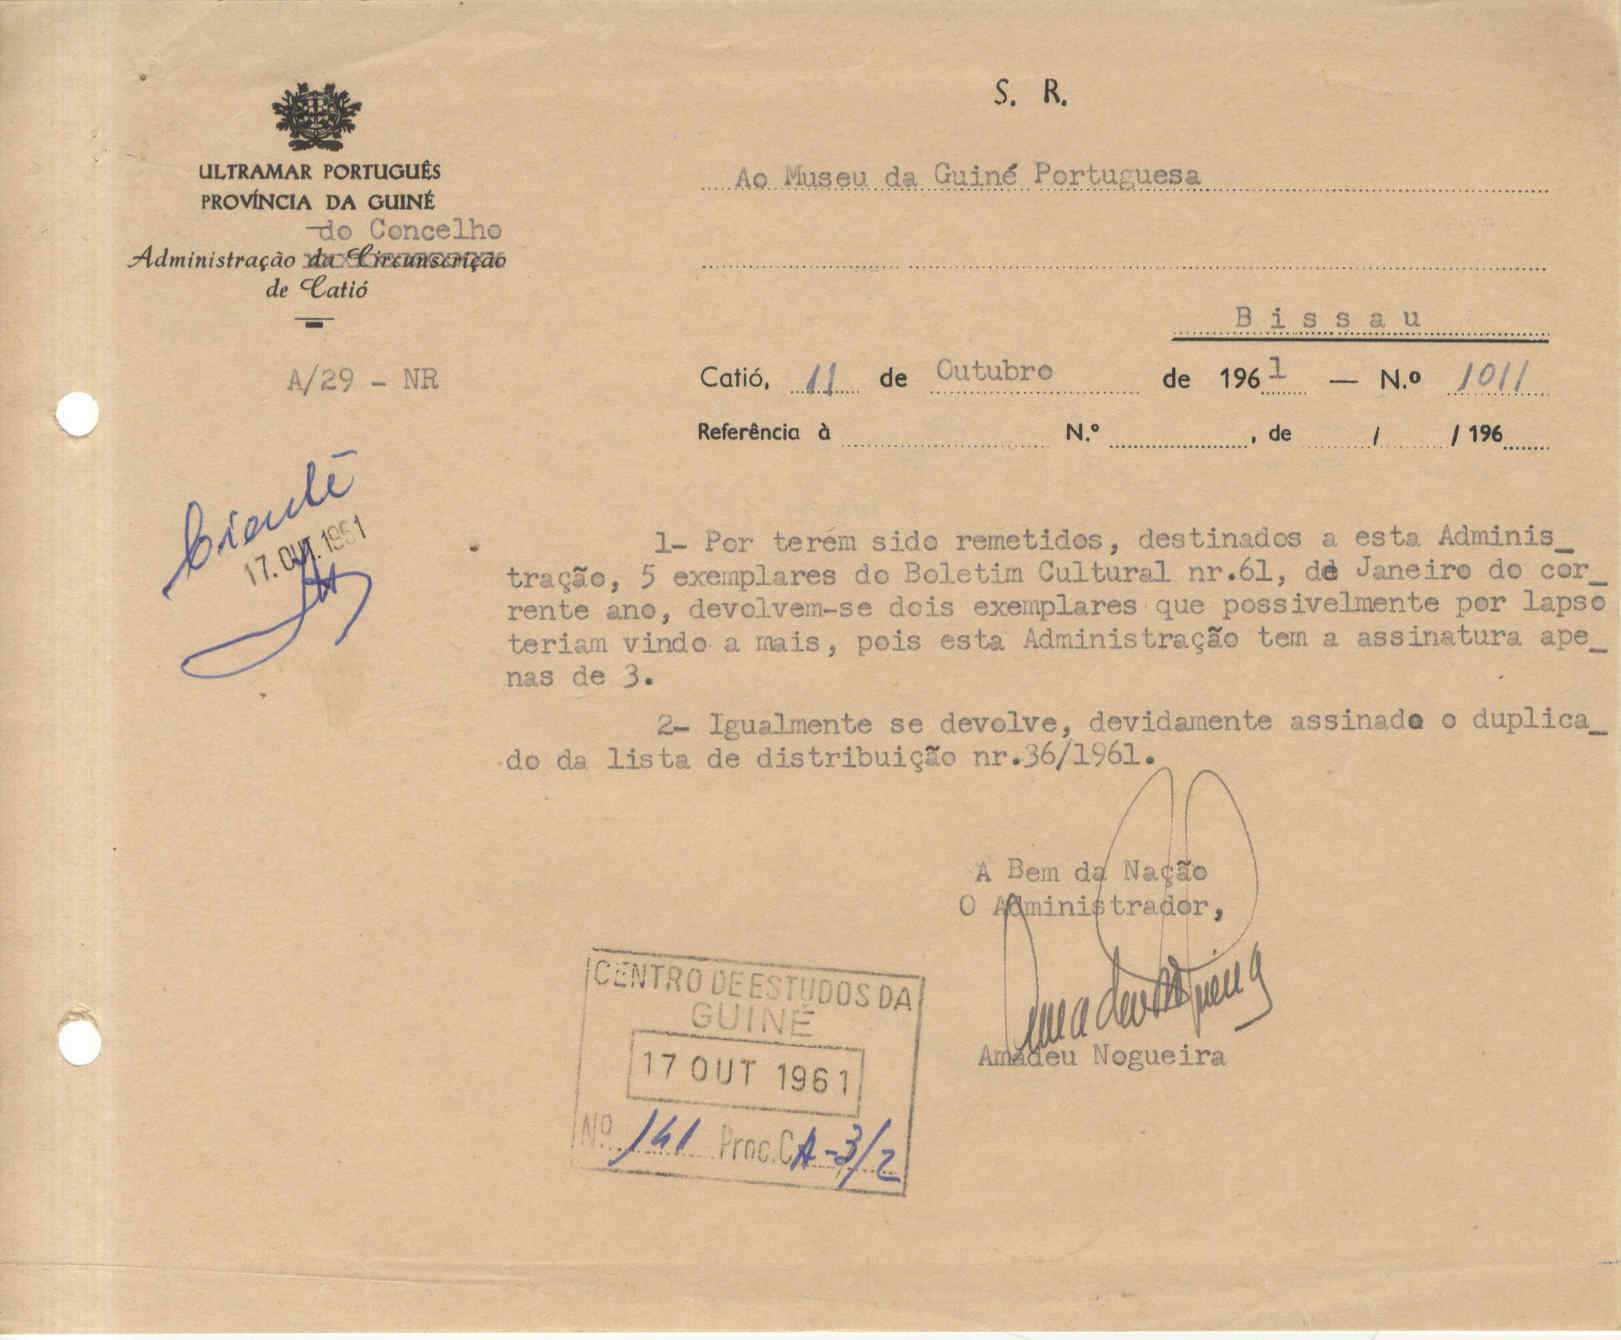 S. R.
ULTRAMAR PORTUGUÊS
PROVÍNCIA DA GUINÉ
do Concelho
Administração da Circunscrição
de Catió
A/29 - NR
Ao Museu da Guiné Portuguesa
Bissau
Catió, 11 de Outubro de 1961 — N.º 1011
Referência à N.º , de / / 196
Ciente
17. OUT. 1961
1- Por terém sido remetidos, destinados a esta Adminis_
tração, 5 exemplares do Boletim Cultural nr.61, de Janeiro do cor_
rente ano, devolvem-se dois exemplares que possivelmente por lapso
teriam vindo a mais, pois esta Administração tem a assinatura ape_
nas de 3.
2- Igualmente se devolve, devidamente assinado o duplica_
do da lista de distribuição nr.36/1961.
A Bem da Nação
O Administrador,
Amadeu Nogueira
CENTRO DE ESTUDOS DA
GUINÉ
17 OUT 1961
Nº 141 Proc. CA-3/2